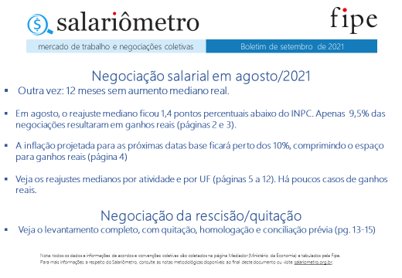 salariômetro
fipe
mercado de trabalho e negociações coletivas
Boletim de setembro de 2021
Negociação salarial em agosto/2021
▪ Outra vez: 12 meses sem aumento mediano real.
▪ Em agosto, o reajuste mediano ficou 1,4 pontos percentuais abaixo do INPC. Apenas 9,5% das
negociações resultaram em ganhos reais (páginas 2 e 3).
▪ A inflação projetada para as próximas datas base ficará perto dos 10%, comprimindo o espaço
para ganhos reais (página 4)
▪ Veja os reajustes medianos por atividade e por UF (páginas 5 a 12). Há poucos casos de ganhos
reais.
Negociação da rescisão/quitação
▪ Veja o levantamento completo, com quitação, homologação e conciliação prévia (pg. 13-15)
Nota: todos os dados e informações de acordos e convenções coletivas são coletados na página Mediador (Ministério da Economia) e tabulados pela Fipe.
Para mais informações a respeito do Salariômetro, consulte as notas metodológicas disponíveis ao final deste documento ou visite salariometro.org.br